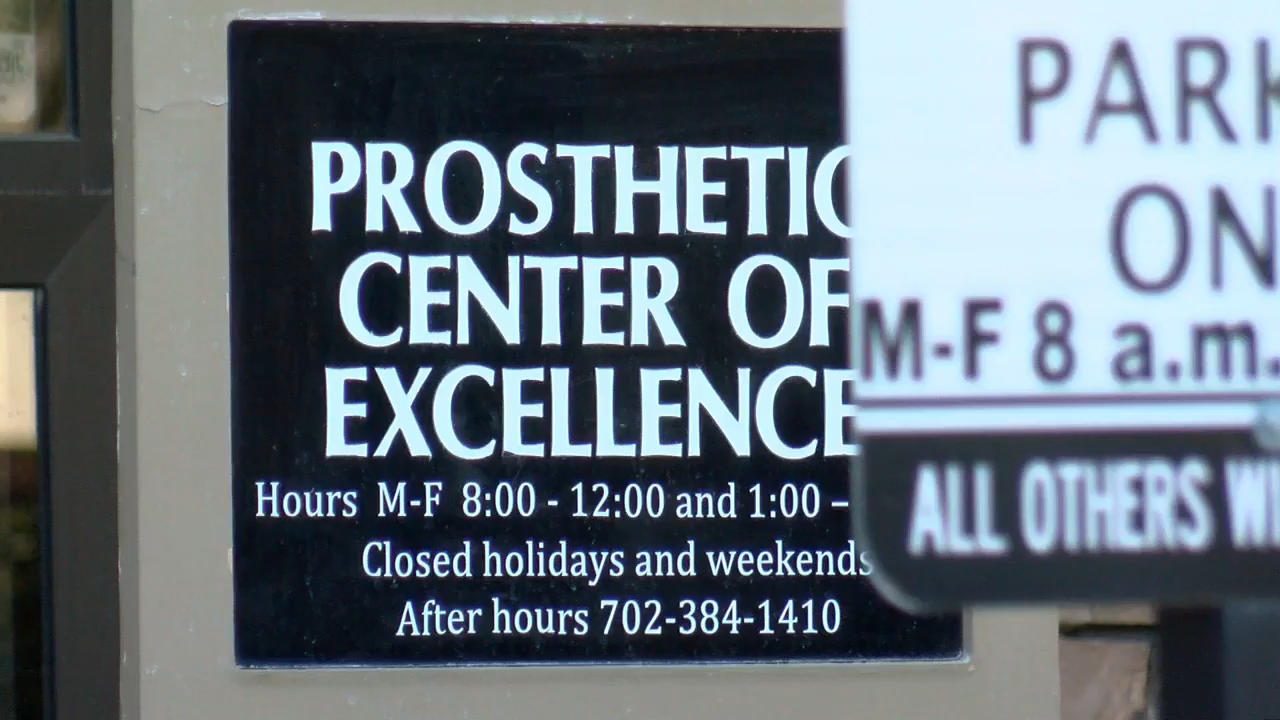 PROSTHETIC
CENTER OF
EXCELLENCE
Hours M-F 8:00 - 12:00 and 1:00 –
Closed holidays and weekends
After hours 702-384-1410
PARK
ON
M-F 8 a.m.
ALL OTHERS WI